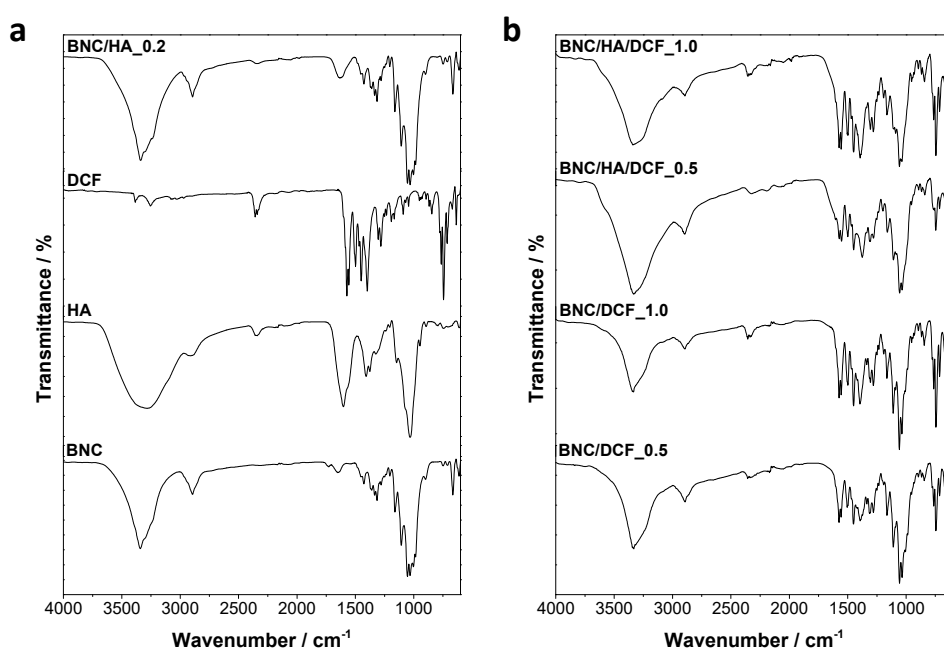 a
BNC/HA_0.2
DCF
HA
BNC
Transmittance / %
4000 3500 3000 2500 2000 1500 1000
Wavenumber / cm⁻¹
b
BNC/HA/DCF_1.0
BNC/HA/DCF_0.5
BNC/DCF_1.0
BNC/DCF_0.5
Transmittance / %
4000 3500 3000 2500 2000 1500 1000
Wavenumber / cm⁻¹